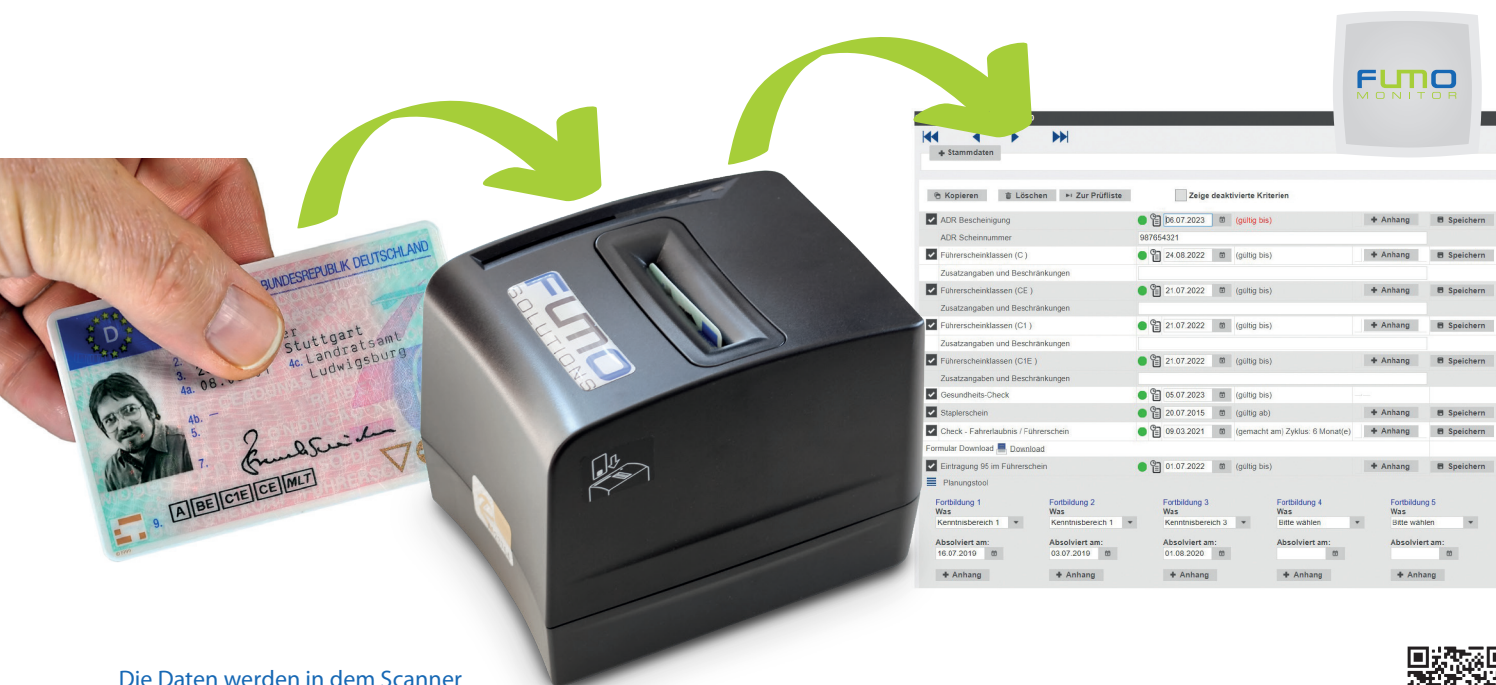 FUMO
MONITOR
+ Stammdaten
Kopieren Löschen Zur Prüfliste Zeige deaktivierte Kriterien
ADR Bescheinigung 06.07.2023 (gültig bis) + Anhang Speichern
ADR Scheinnummer 987654321
Führerscheinklassen (C ) 24.08.2022 (gültig bis) + Anhang Speichern
Zusatzangaben und Beschränkungen
Führerscheinklassen (CE ) 21.07.2022 (gültig bis) + Anhang Speichern
Zusatzangaben und Beschränkungen
Führerscheinklassen (C1 ) 21.07.2022 (gültig bis) + Anhang Speichern
Zusatzangaben und Beschränkungen
Führerscheinklassen (C1E ) 21.07.2022 (gültig bis) + Anhang Speichern
Zusatzangaben und Beschränkungen
Gesundheits-Check 05.07.2023 (gültig bis)
Staplerschein 20.07.2015 (gültig ab) + Anhang Speichern
Check - Fahrerlaubnis / Führerschein 09.03.2021 (gemacht am) Zyklus: 6 Monat(e) + Anhang Speichern
Formular Download Download
Eintragung 95 im Führerschein 01.07.2022 (gültig bis) + Anhang Speichern
Planungstool
Fortbildung 1 Fortbildung 2 Fortbildung 3 Fortbildung 4 Fortbildung 5
Was Was Was Was Was
Kenntnisbereich 1 Kenntnisbereich 1 Kenntnisbereich 3 Bitte wählen Bitte wählen
Absolviert am: Absolviert am: Absolviert am: Absolviert am: Absolviert am:
16.07.2019 03.07.2019 01.08.2020
+ Anhang + Anhang + Anhang + Anhang + Anhang
BUNDESREPUBLIK DEUTSCHLAND
D
2.
3. Stuttgart
4a. 08. 4c. Landratsamt
Ludwigsburg
4b. —
5.
7.
9. A BE C1E CE MLT
FUMO
SOLUTIONS
Die Daten werden in dem Scanner